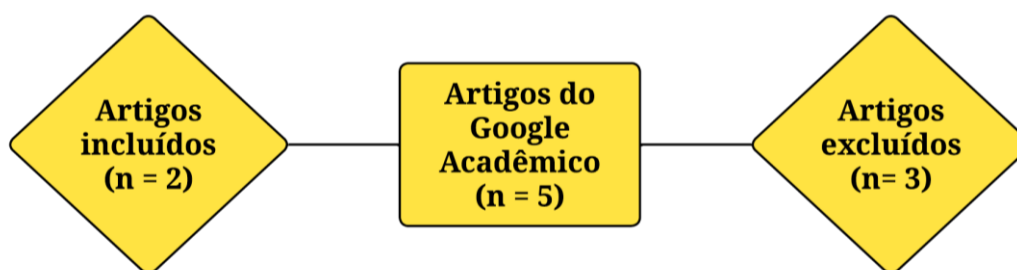 Artigos
incluídos
(n = 2)
Artigos do
Google
Acadêmico
(n = 5)
Artigos
excluídos
(n= 3)